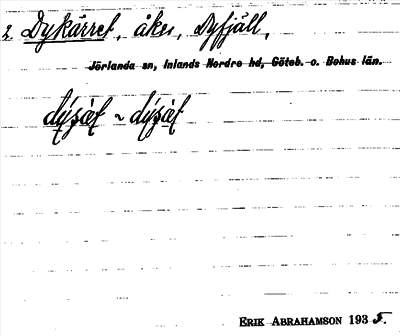 2. Dykärret, åker, Dyfjäll,
Jörlanda sn, Inlands Nordre hd, Göteb. o. Bohus län.
ERIK ABRAHAMSON 1935.